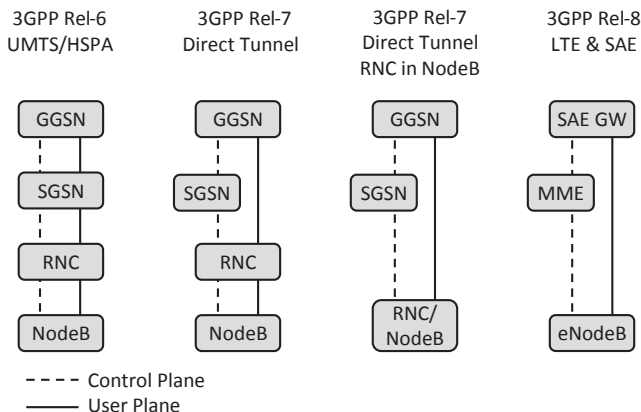 3GPP Rel-6
UMTS/HSPA
3GPP Rel-7
Direct Tunnel
3GPP Rel-7
Direct Tunnel
RNC in NodeB
3GPP Rel-8
LTE & SAE
GGSN
GGSN
GGSN
SAE GW
SGSN
SGSN
SGSN
MME
RNC
RNC
NodeB
NodeB
RNC/
NodeB
eNodeB
Control Plane
User Plane